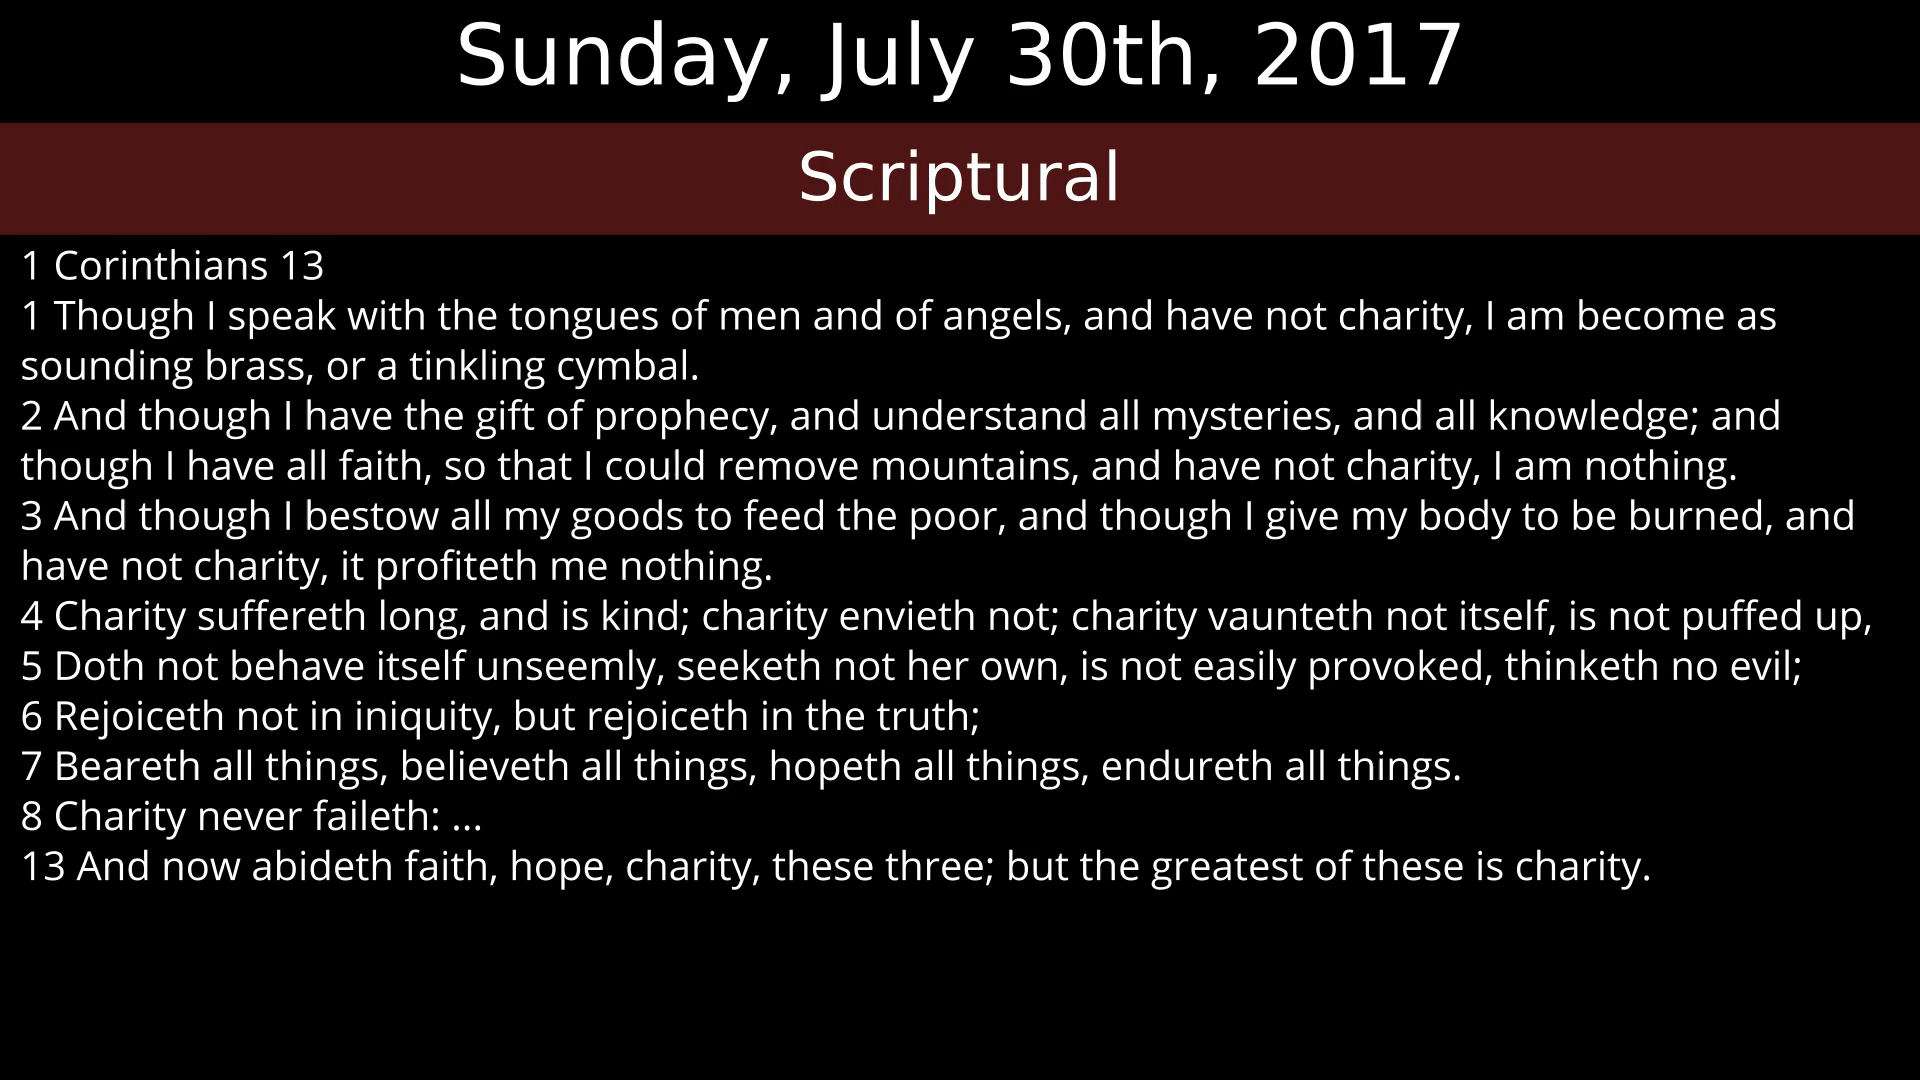 Sunday, July 30th, 2017
Scriptural
1 Corinthians 13
1 Though I speak with the tongues of men and of angels, and have not charity, I am become as
sounding brass, or a tinkling cymbal.
2 And though I have the gift of prophecy, and understand all mysteries, and all knowledge; and
though I have all faith, so that I could remove mountains, and have not charity, I am nothing.
3 And though I bestow all my goods to feed the poor, and though I give my body to be burned, and
have not charity, it profiteth me nothing.
4 Charity suffereth long, and is kind; charity envieth not; charity vaunteth not itself, is not puffed up,
5 Doth not behave itself unseemly, seeketh not her own, is not easily provoked, thinketh no evil;
6 Rejoiceth not in iniquity, but rejoiceth in the truth;
7 Beareth all things, believeth all things, hopeth all things, endureth all things.
8 Charity never faileth: ...
13 And now abideth faith, hope, charity, these three; but the greatest of these is charity.